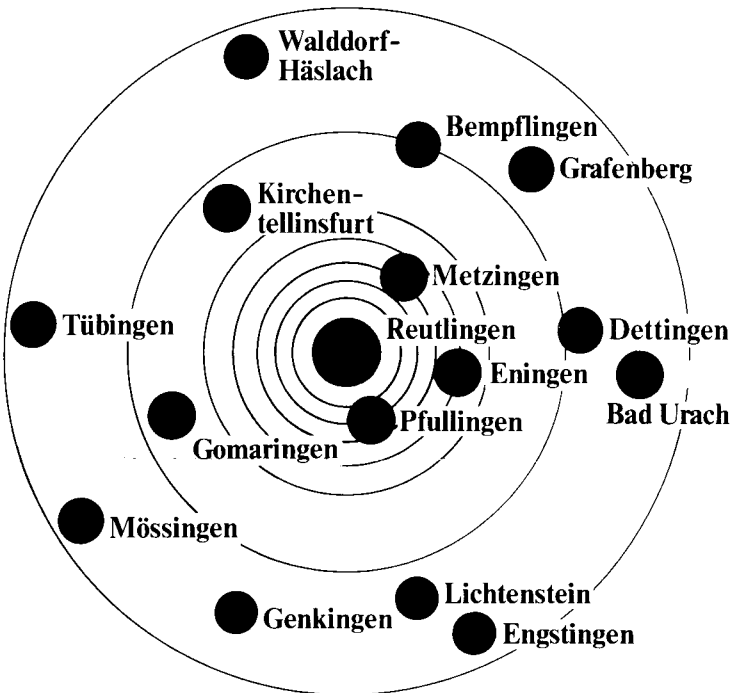 Walddorf-
Häslach
Bempflingen
Grafenberg
Kirchen-
tellinsfurt
Metzingen
Tübingen
Reutlingen
Dettingen
Eningen
Bad Urach
Pfullingen
Gomaringen
Mössingen
Lichtenstein
Genkingen
Engstingen